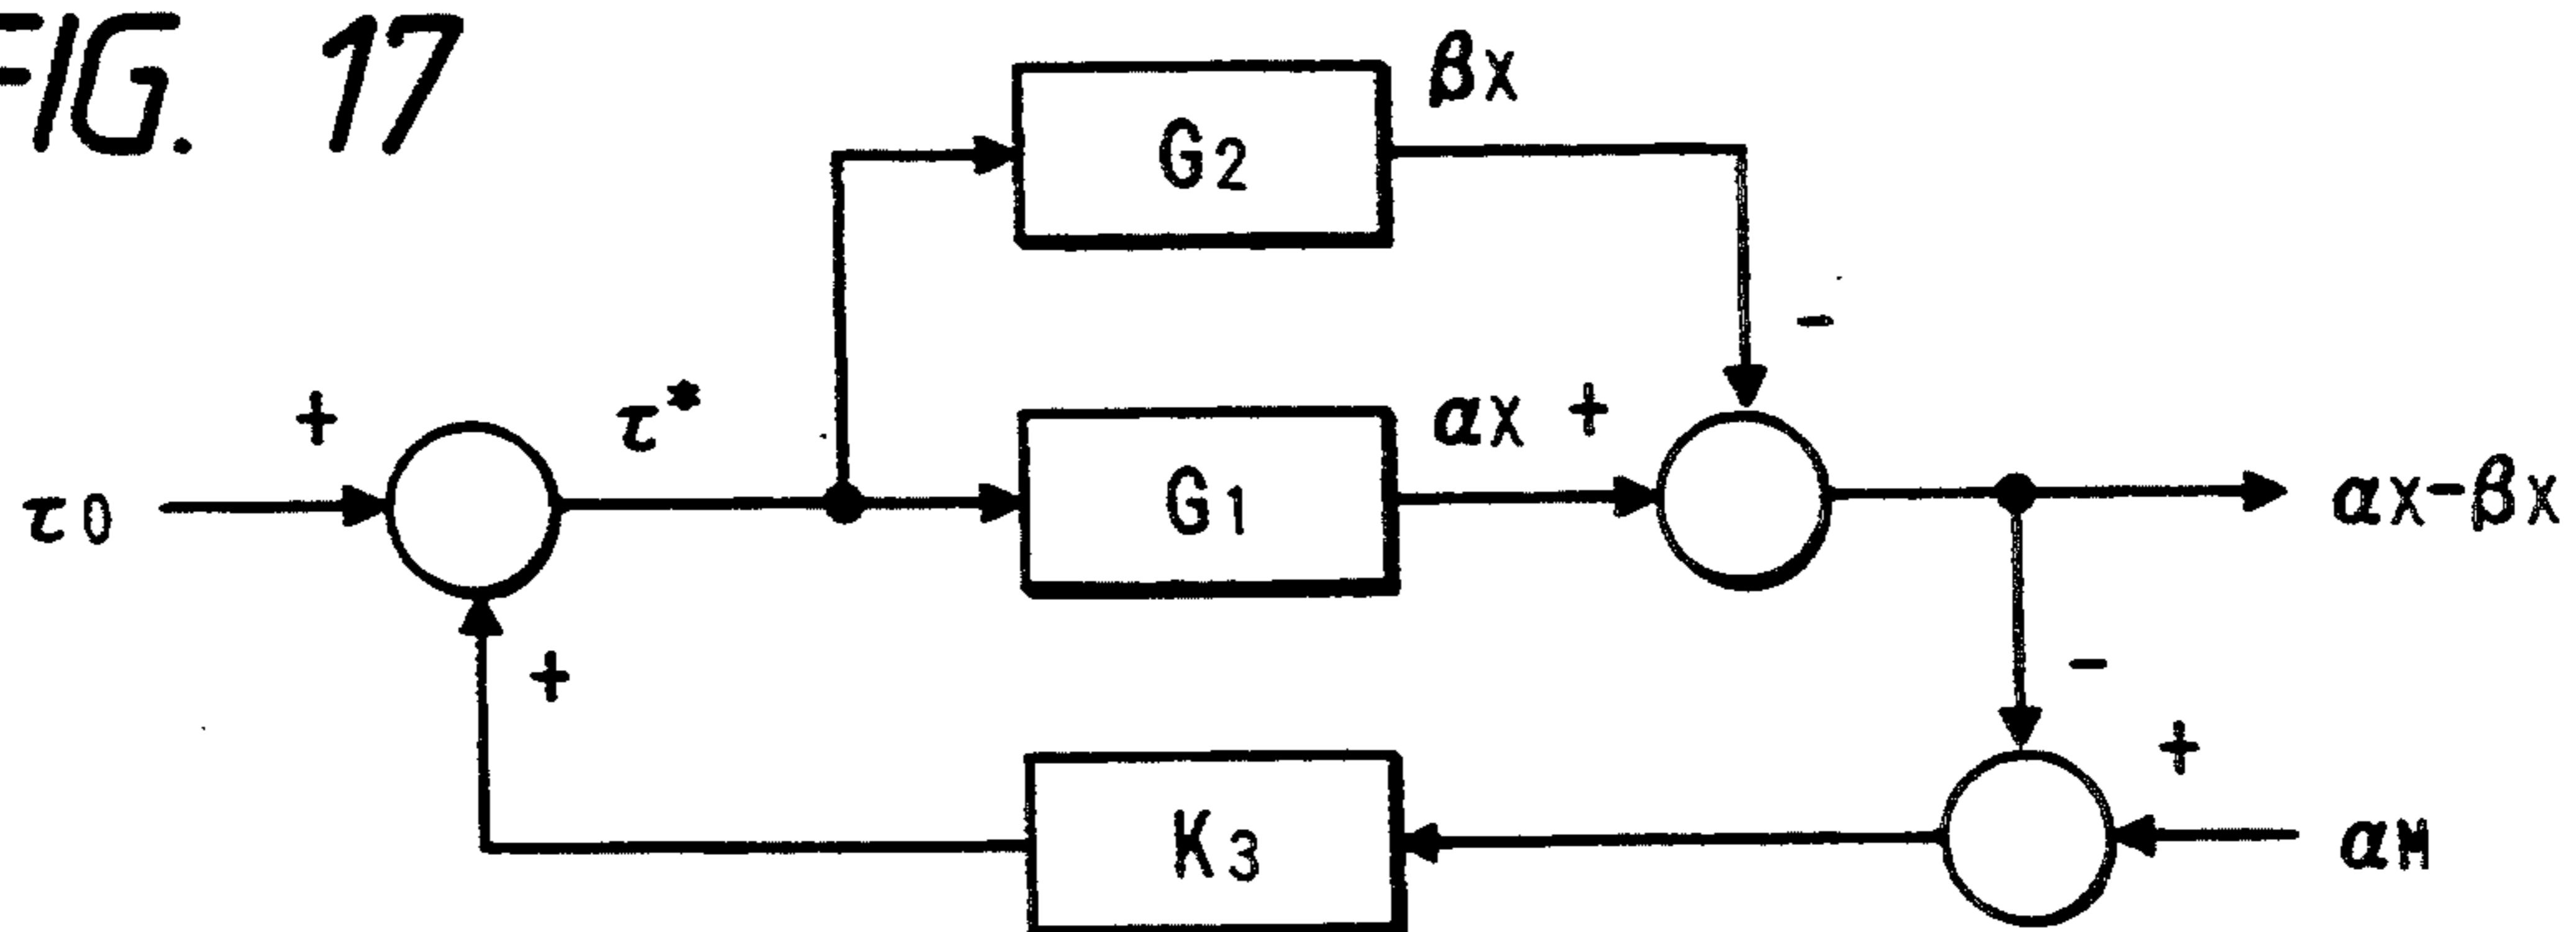 FIG. 17
βX
G2
-
+
τ*
αX +
τ0
G1
αX-βX
+
-
+
K3
αM